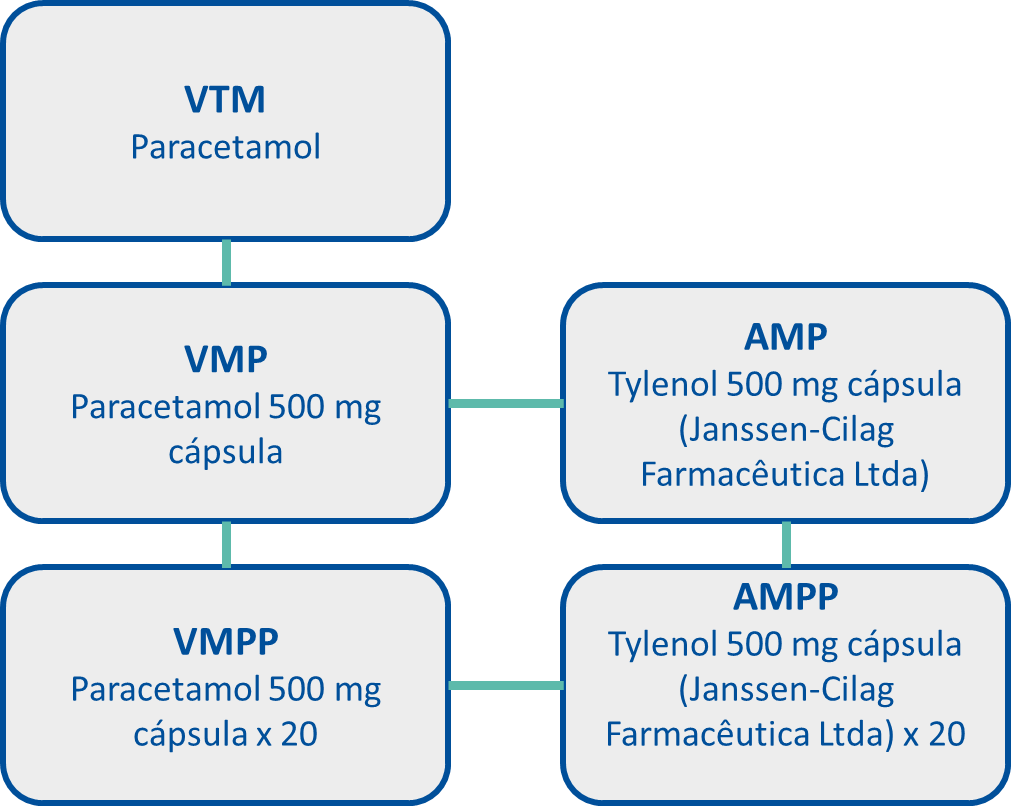 VTM
Paracetamol
VMP
Paracetamol 500 mg
cápsula
AMP
Tylenol 500 mg cápsula
(Janssen-Cilag
Farmacêutica Ltda)
VMPP
Paracetamol 500 mg
cápsula x 20
AMPP
Tylenol 500 mg cápsula
(Janssen-Cilag
Farmacêutica Ltda) x 20